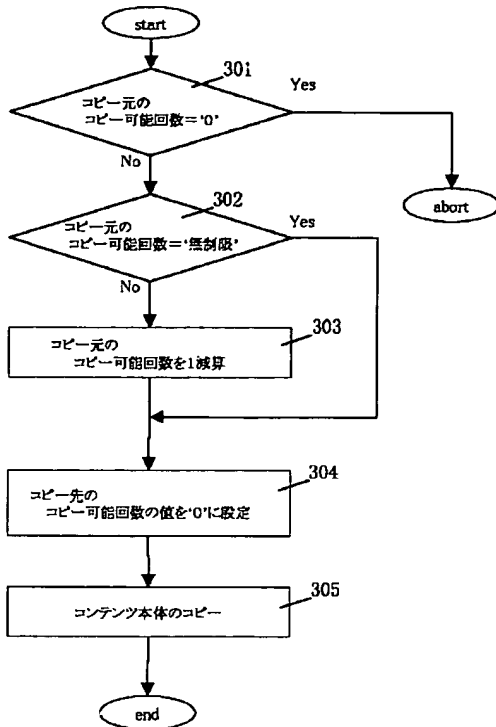 start
301
Yes
コピー元の
コピー可能回数=‘0’
No
abort
302
Yes
コピー元の
コピー可能回数=‘無制限’
No
303
コピー元の
コピー可能回数を1減算
304
コピー先の
コピー可能回数の値を‘0’に設定
305
コンテンツ本体のコピー
end